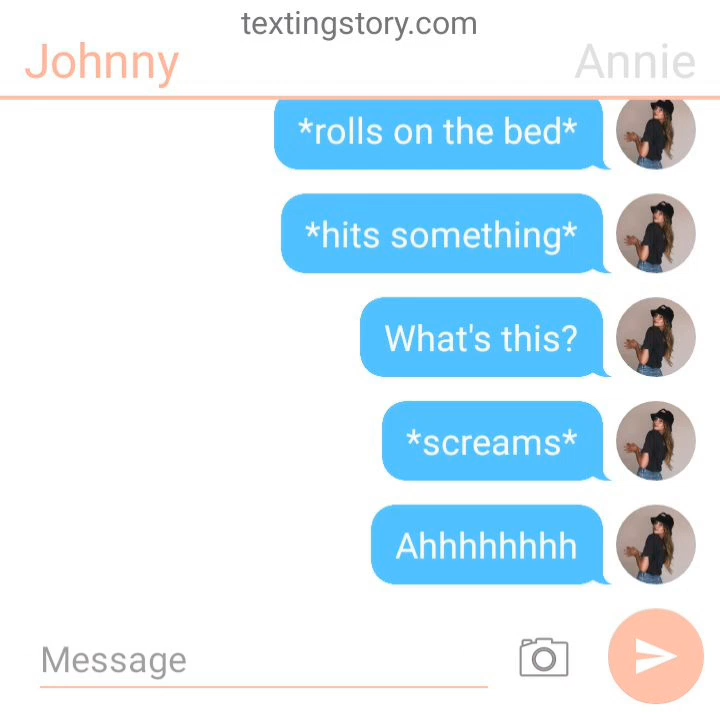 textingstory.com
Johnny
Annie
*rolls on the bed*
*hits something*
What's this?
*screams*
Ahhhhhhhh
Message